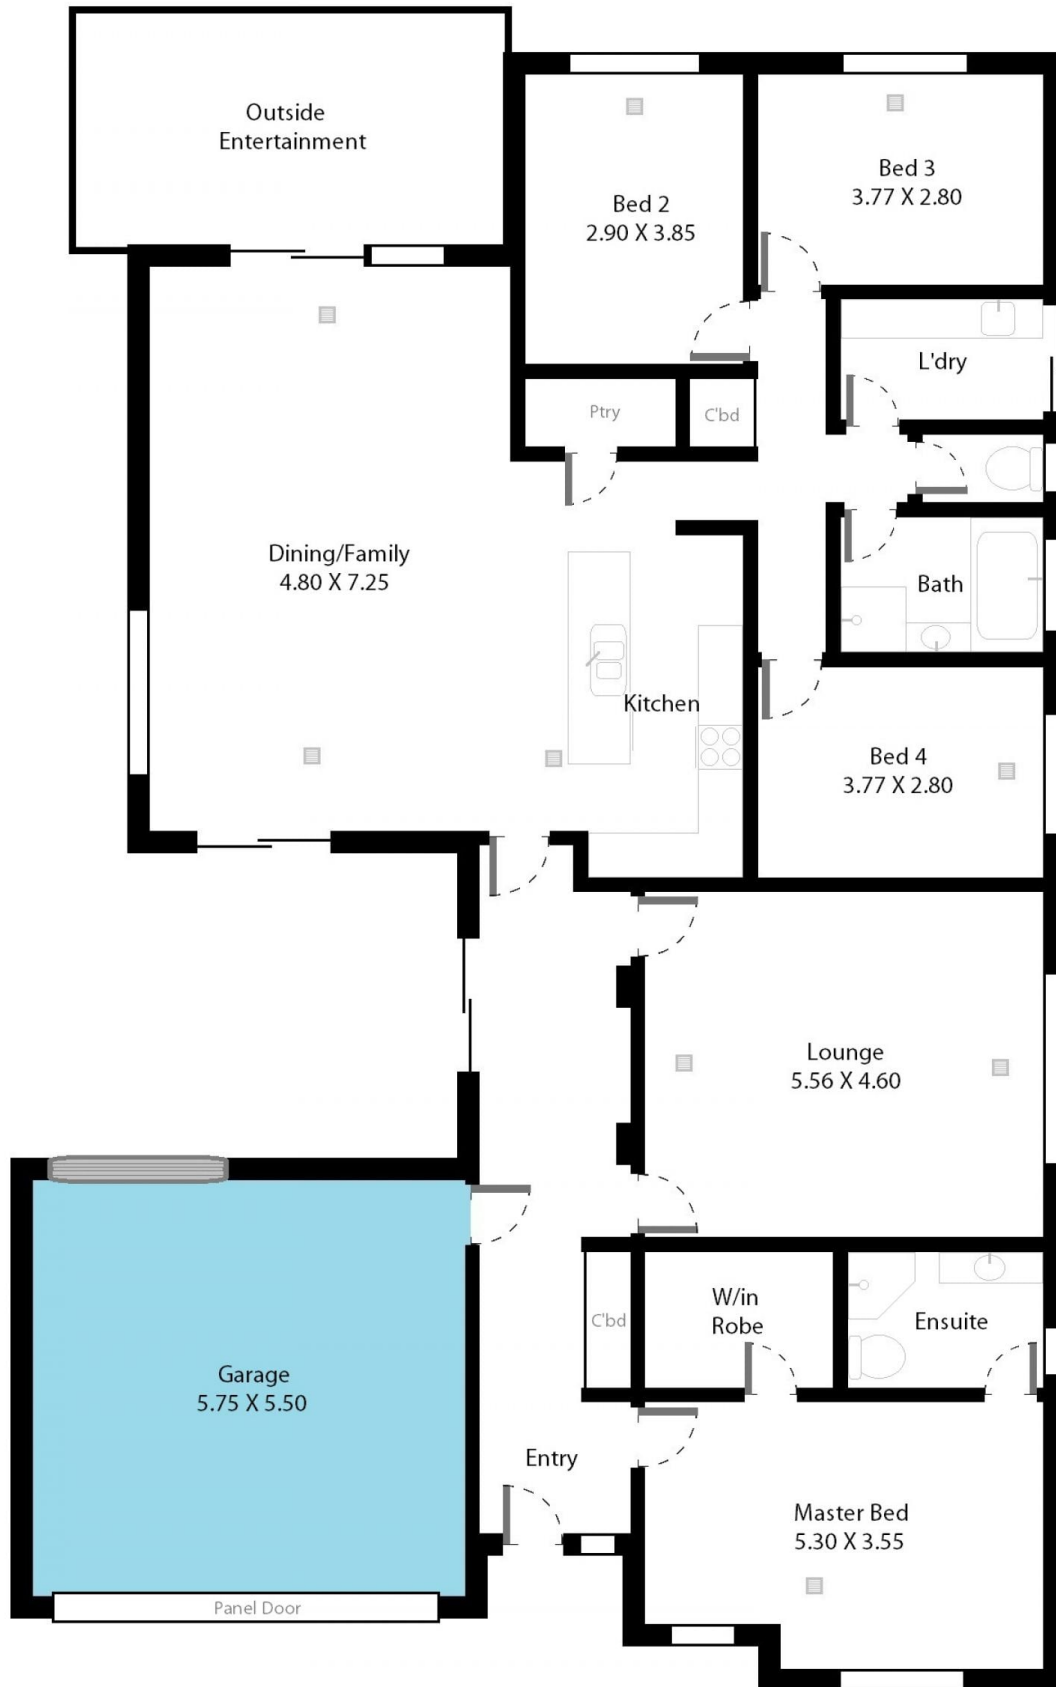 Outside
Entertainment
Bed 2
2.90 X 3.85
Bed 3
3.77 X 2.80
L'dry
Ptry
C'bd
Dining/Family
4.80 X 7.25
Bath
Kitchen
Bed 4
3.77 X 2.80
Lounge
5.56 X 4.60
W/in
Robe
C'bd
Ensuite
Garage
5.75 X 5.50
Entry
Master Bed
5.30 X 3.55
Panel Door